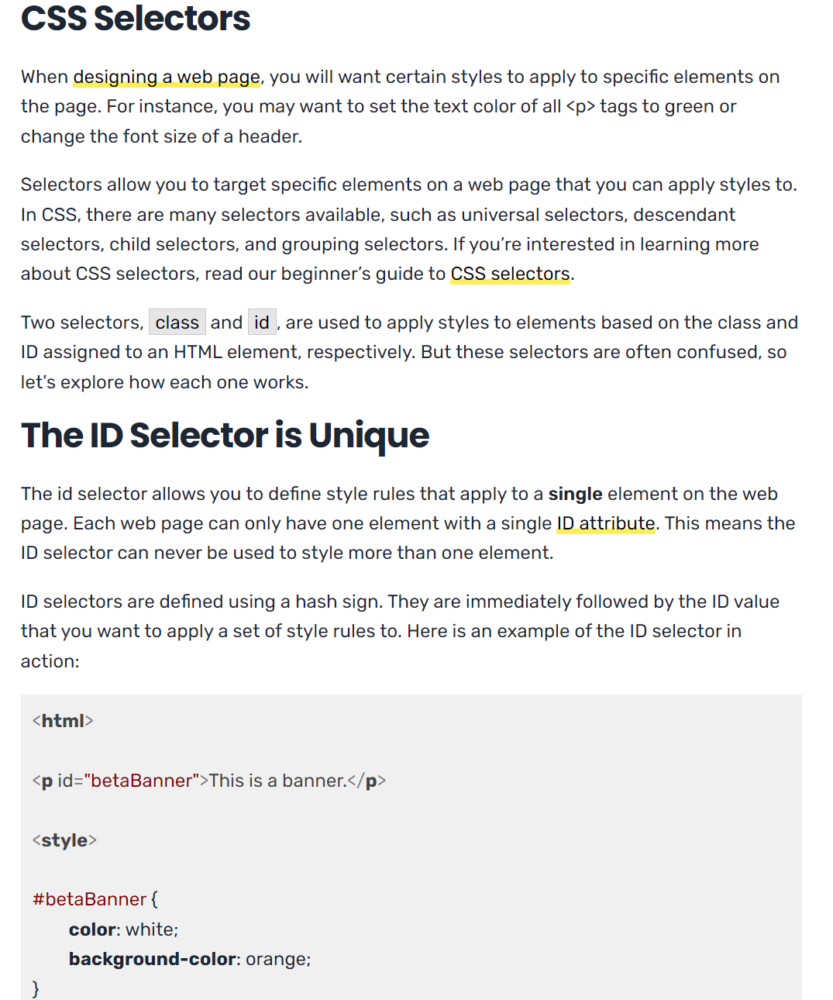 CSS Selectors
When designing a web page, you will want certain styles to apply to specific elements on
the page. For instance, you may want to set the text color of all <p> tags to green or
change the font size of a header.
Selectors allow you to target specific elements on a web page that you can apply styles to.
In CSS, there are many selectors available, such as universal selectors, descendant
selectors, child selectors, and grouping selectors. If you’re interested in learning more
about CSS selectors, read our beginner’s guide to CSS selectors.
Two selectors, class and id , are used to apply styles to elements based on the class and
ID assigned to an HTML element, respectively. But these selectors are often confused, so
let’s explore how each one works.
The ID Selector is Unique
The id selector allows you to define style rules that apply to a single element on the web
page. Each web page can only have one element with a single ID attribute. This means the
ID selector can never be used to style more than one element.
ID selectors are defined using a hash sign. They are immediately followed by the ID value
that you want to apply a set of style rules to. Here is an example of the ID selector in
action:
<html>
<p id="betaBanner">This is a banner.</p>
<style>
#betaBanner {
color: white;
background-color: orange;
}